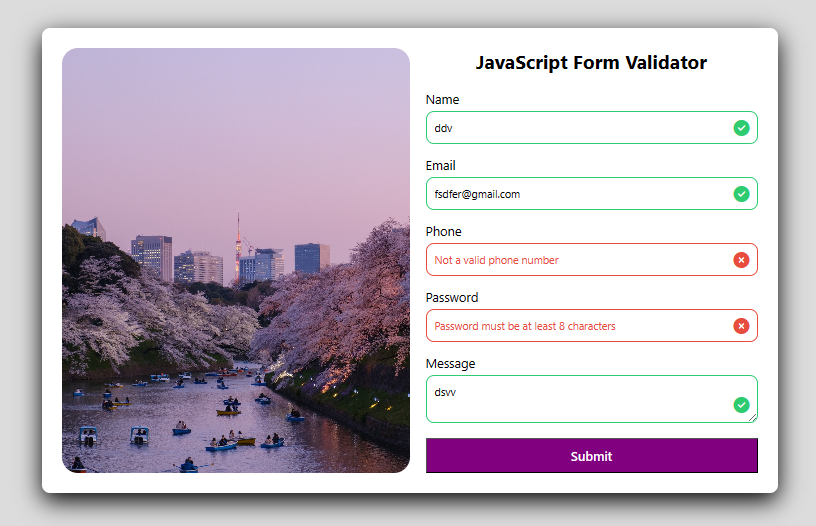 JavaScript Form Validator
Name
ddv
Email
fsdfer@gmail.com
Phone
Not a valid phone number
Password
Password must be at least 8 characters
Message
dsvv
Submit